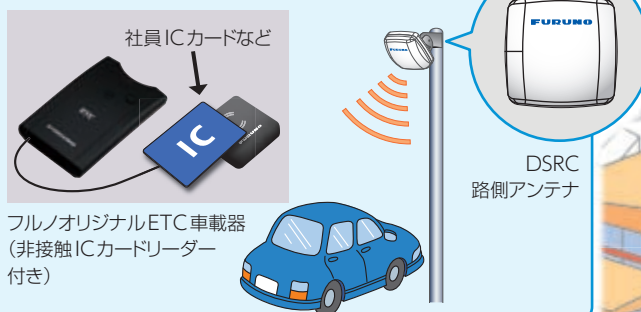 社員ICカードなど
ETC
IC
FURUNO
DSRC
路側アンテナ
フルノオリジナルETC車載器
(非接触ICカードリーダー
付き)